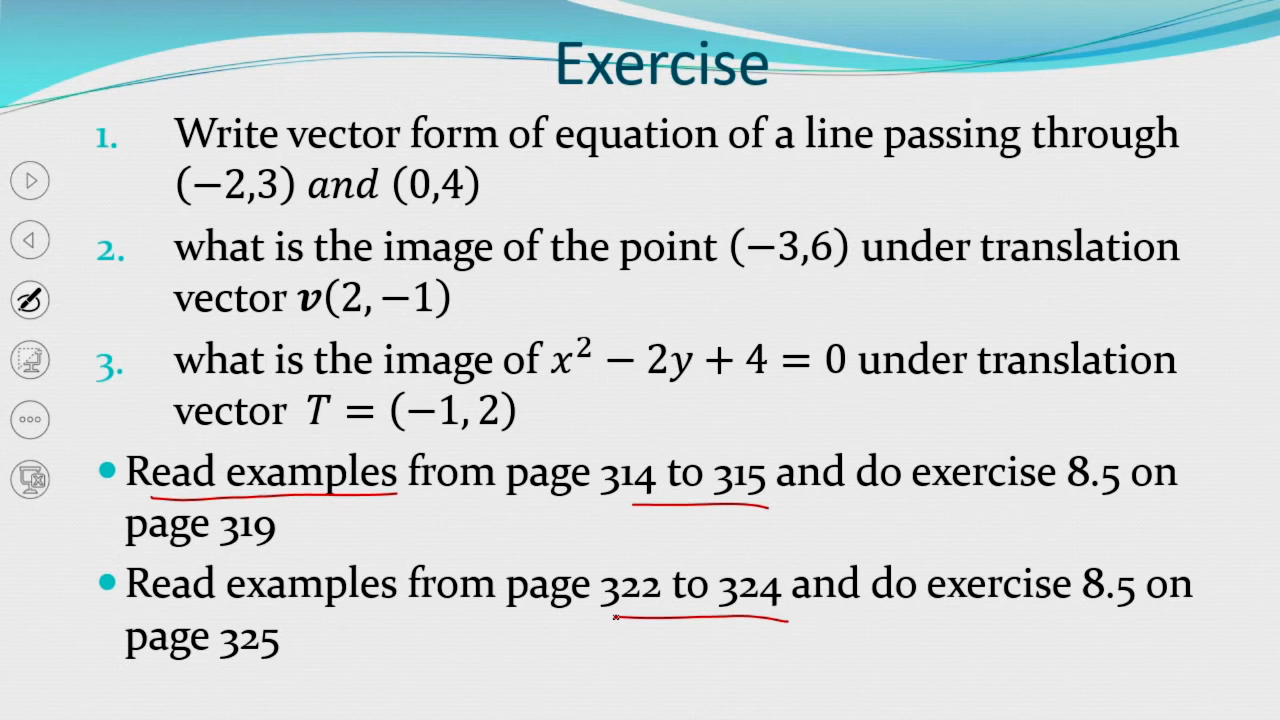 Exercise
1. Write vector form of equation of a line passing through
(−2,3) and (0,4)
2. what is the image of the point (−3,6) under translation
vector v(2, −1)
3. what is the image of x² − 2y + 4 = 0 under translation
vector T = (−1, 2)
• Read examples from page 314 to 315 and do exercise 8.5 on
page 319
• Read examples from page 322 to 324 and do exercise 8.5 on
page 325